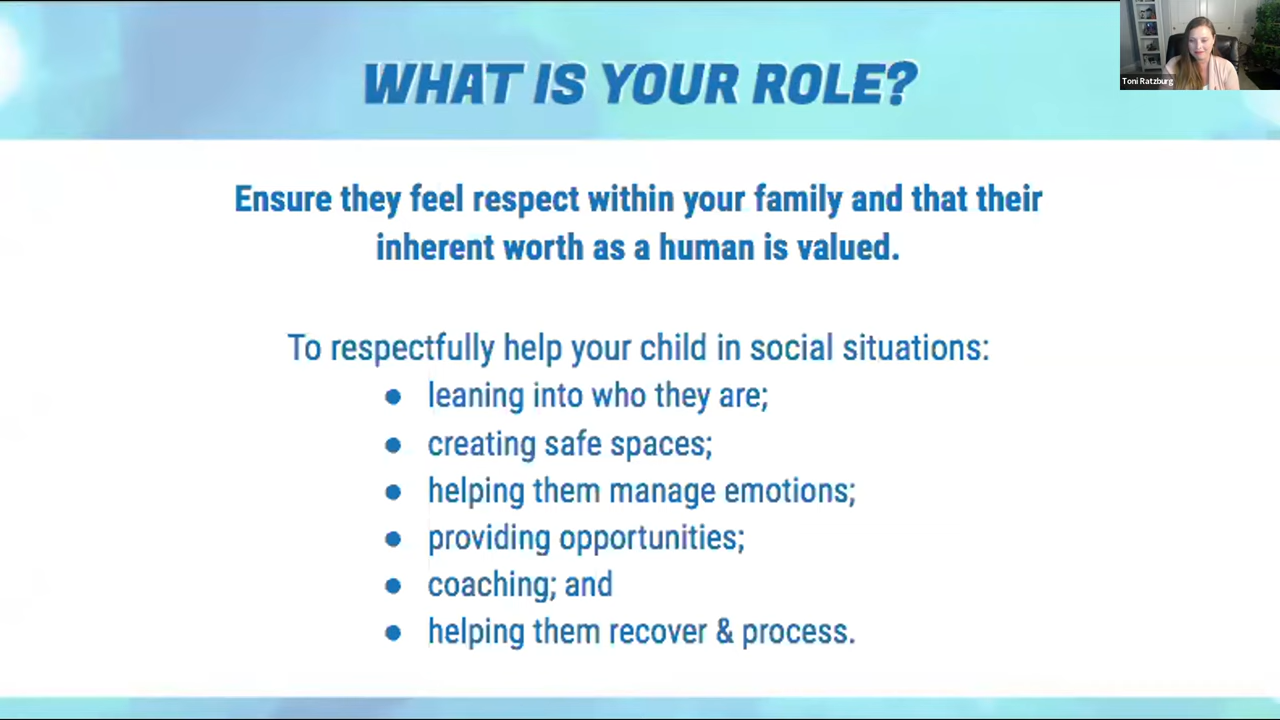 WHAT IS YOUR ROLE?
Toni Ratzburg
Ensure they feel respect within your family and that their
inherent worth as a human is valued.
To respectfully help your child in social situations:
● leaning into who they are;
● creating safe spaces;
● helping them manage emotions;
● providing opportunities;
● coaching; and
● helping them recover & process.